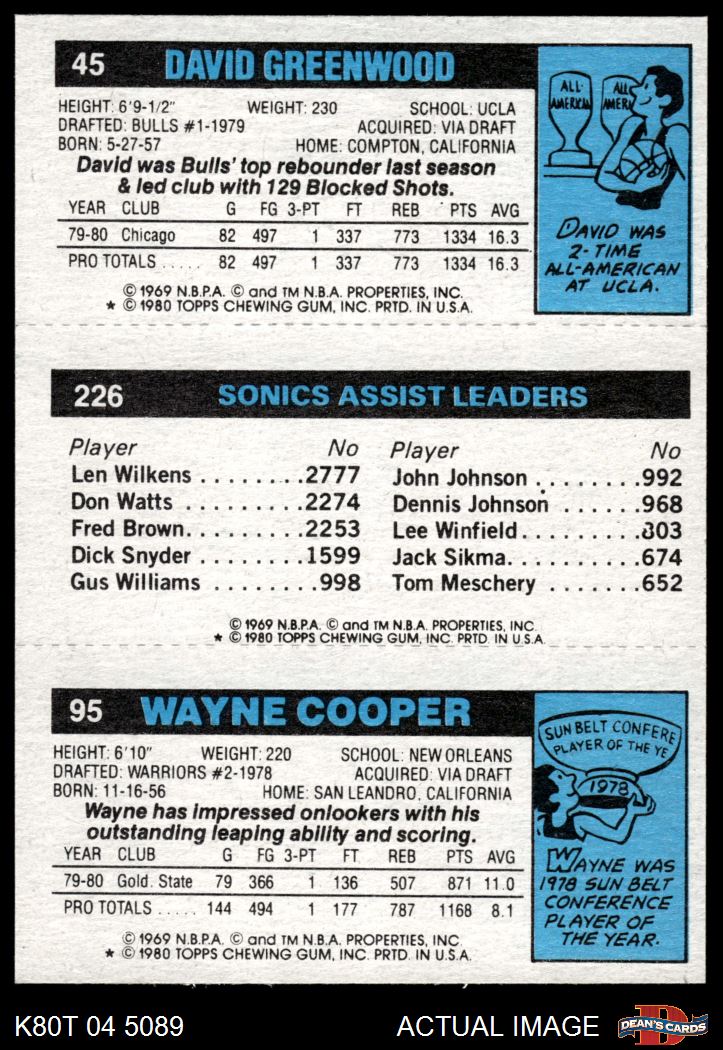 45 DAVID GREENWOOD
HEIGHT: 6'9-1/2" WEIGHT: 230 SCHOOL: UCLA
DRAFTED: BULLS #1-1979 ACQUIRED: VIA DRAFT
BORN: 5-27-57 HOME: COMPTON, CALIFORNIA
David was Bulls' top rebounder last season
& led club with 129 Blocked Shots.
YEAR CLUB G FG 3-PT FT REB PTS AVG
79-80 Chicago 82 497 1 337 773 1334 16.3
PRO TOTALS ..... 82 497 1 337 773 1334 16.3
© 1969 N.B.P.A. © and TM N.B.A. PROPERTIES, INC.
★ © 1980 TOPPS CHEWING GUM, INC. PRTD. IN U.S.A.
ALL- AMERICAN
ALL AMERI
DAVID WAS
2-TIME
ALL-AMERICAN
AT UCLA.
226 SONICS ASSIST LEADERS
Player No Player No
Len Wilkens ........2777 John Johnson ........992
Don Watts ........2274 Dennis Johnson .......968
Fred Brown.........2253 Lee Winfield.........803
Dick Snyder ........1599 Jack Sikma..........674
Gus Williams ........998 Tom Meschery .......652
© 1969 N.B.P.A. © and TM N.B.A. PROPERTIES, INC.
★ © 1980 TOPPS CHEWING GUM, INC. PRTD. IN U.S.A.
95 WAYNE COOPER
HEIGHT: 6'10" WEIGHT: 220 SCHOOL: NEW ORLEANS
DRAFTED: WARRIORS #2-1978 ACQUIRED: VIA DRAFT
BORN: 11-16-56 HOME: SAN LEANDRO, CALIFORNIA
Wayne has impressed onlookers with his
outstanding leaping ability and scoring.
YEAR CLUB G FG 3-PT FT REB PTS AVG
79-80 Gold. State 79 366 1 136 507 871 11.0
PRO TOTALS ..... 144 494 1 177 787 1168 8.1
© 1969 N.B.P.A. © and TM N.B.A. PROPERTIES, INC.
★ © 1980 TOPPS CHEWING GUM, INC. PRTD. IN U.S.A.
SUN BELT CONFERE
PLAYER OF THE YE
1978
WAYNE WAS
1978 SUN BELT
CONFERENCE
PLAYER OF
THE YEAR.
K80T 04 5089 ACTUAL IMAGE D DEAN'S CARDS